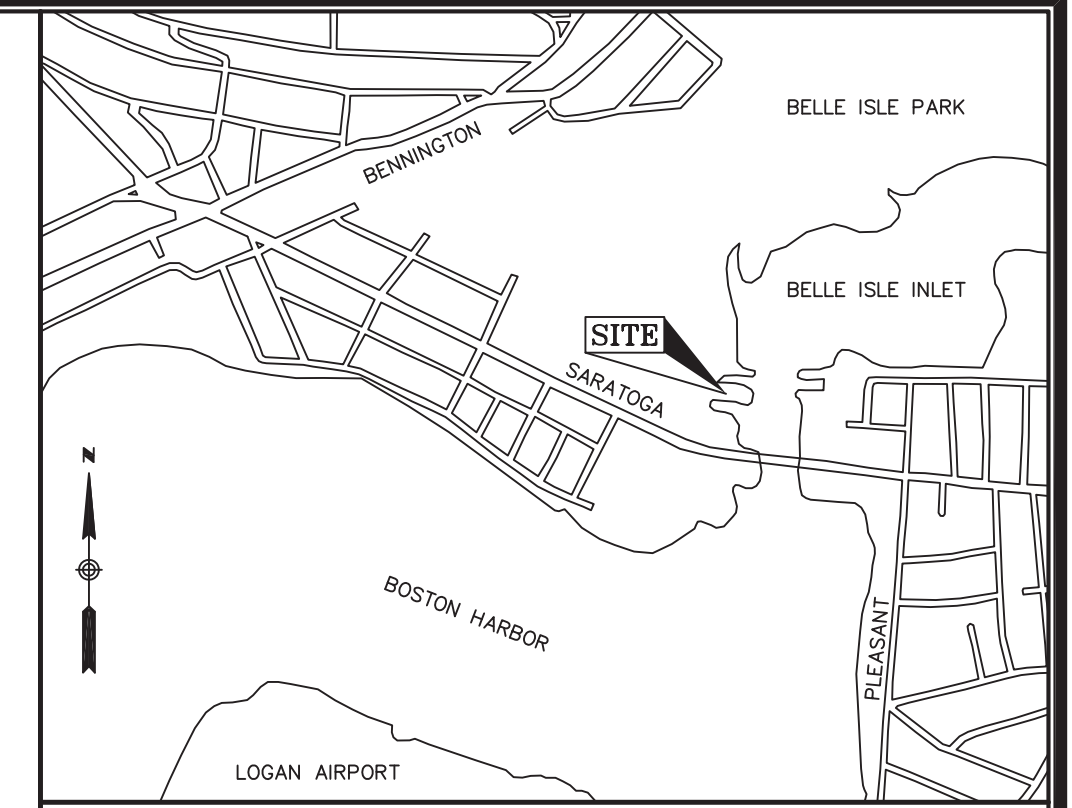 BELLE ISLE PARK
BENNINGTON
BELLE ISLE INLET
SITE
SARATOGA
N
BOSTON HARBOR
PLEASANT
LOGAN AIRPORT